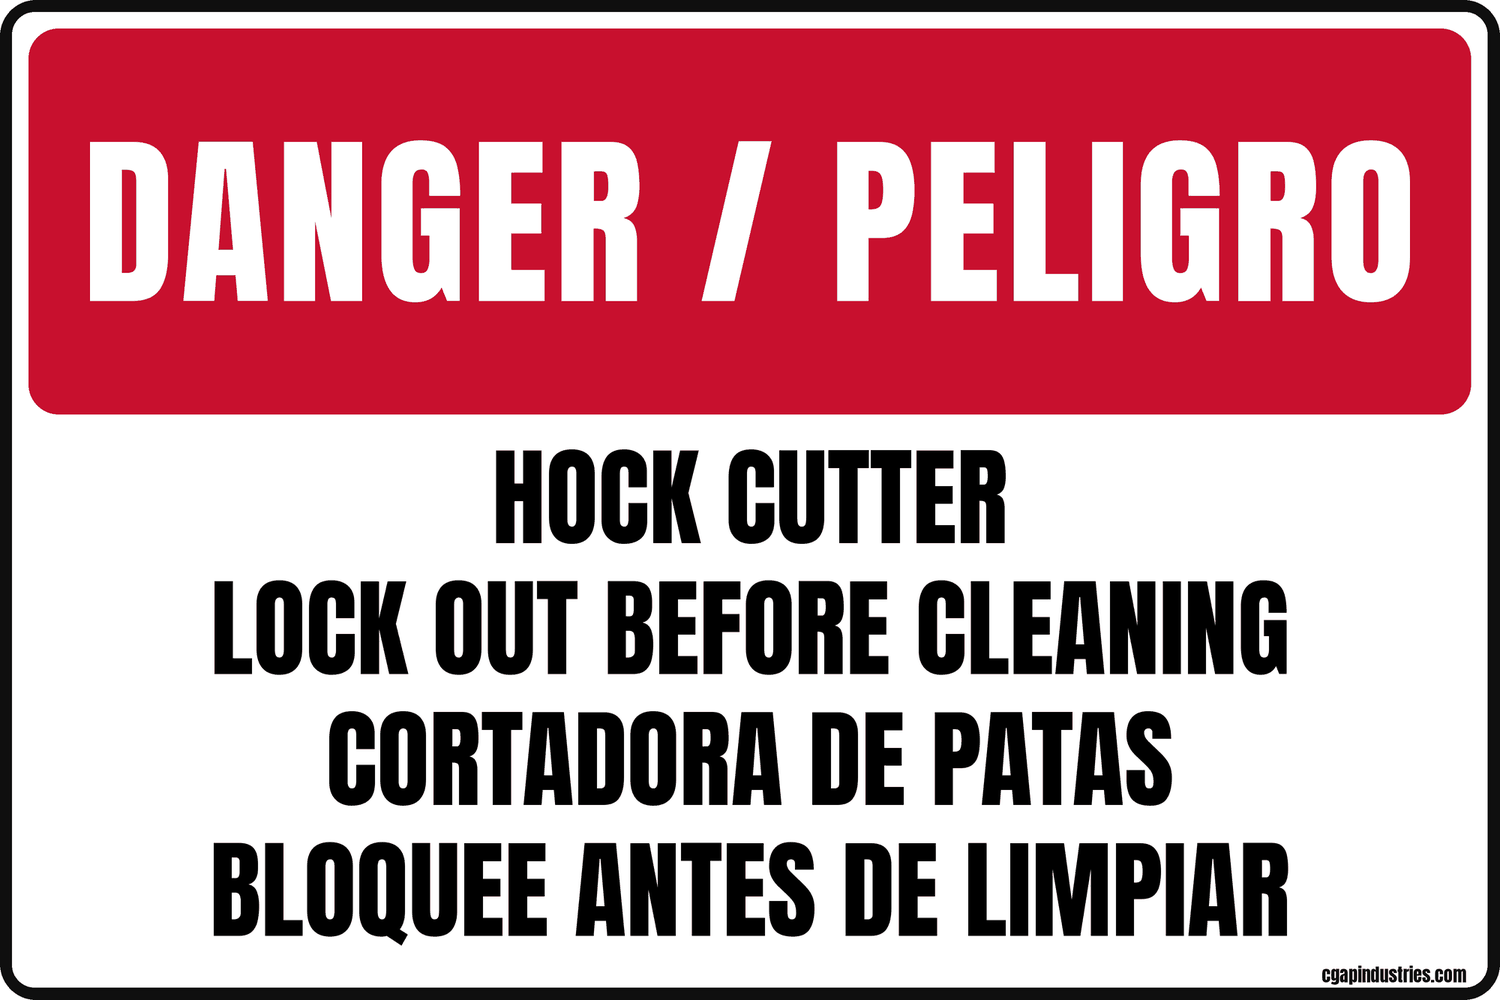 DANGER / PELIGRO
HOCK CUTTER
LOCK OUT BEFORE CLEANING
CORTADORA DE PATAS
BLOQUEE ANTES DE LIMPIAR
cgapindustries.com